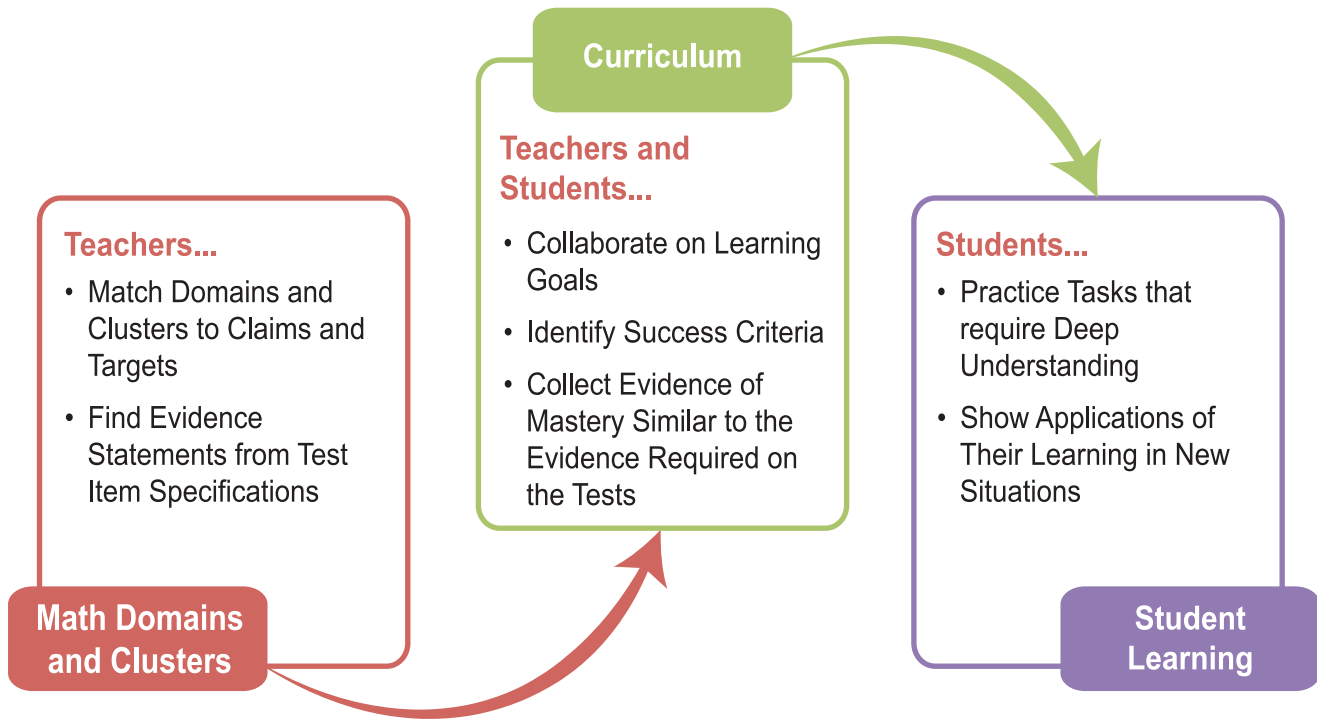 Teachers...
• Match Domains and
Clusters to Claims and
Targets
• Find Evidence
Statements from Test
Item Specifications
Math Domains
and Clusters
Curriculum
Teachers and
Students...
• Collaborate on Learning
Goals
• Identify Success Criteria
• Collect Evidence of
Mastery Similar to the
Evidence Required on
the Tests
Students...
• Practice Tasks that
require Deep
Understanding
• Show Applications of
Their Learning in New
Situations
Student
Learning